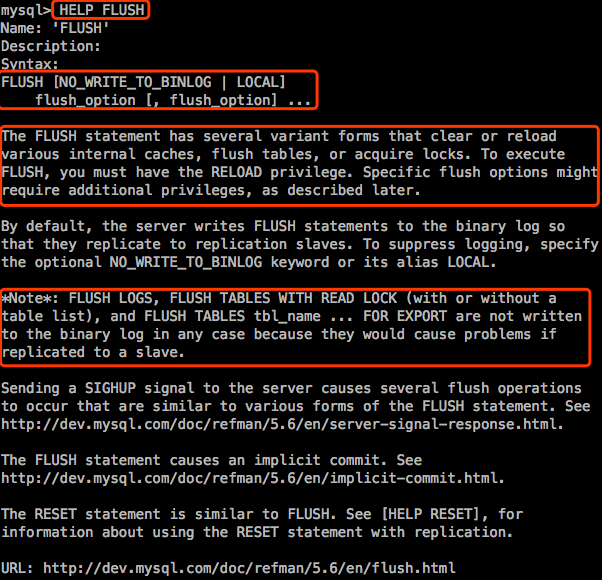 mysql> HELP FLUSH
Name: 'FLUSH'
Description:
Syntax:
FLUSH [NO_WRITE_TO_BINLOG | LOCAL]
    flush_option [, flush_option] ...
The FLUSH statement has several variant forms that clear or reload
various internal caches, flush tables, or acquire locks. To execute
FLUSH, you must have the RELOAD privilege. Specific flush options might
require additional privileges, as described later.
By default, the server writes FLUSH statements to the binary log so
that they replicate to replication slaves. To suppress logging, specify
the optional NO_WRITE_TO_BINLOG keyword or its alias LOCAL.
*Note*: FLUSH LOGS, FLUSH TABLES WITH READ LOCK (with or without a
table list), and FLUSH TABLES tbl_name ... FOR EXPORT are not written
to the binary log in any case because they would cause problems if
replicated to a slave.
Sending a SIGHUP signal to the server causes several flush operations
to occur that are similar to various forms of the FLUSH statement. See
http://dev.mysql.com/doc/refman/5.6/en/server-signal-response.html.
The FLUSH statement causes an implicit commit. See
http://dev.mysql.com/doc/refman/5.6/en/implicit-commit.html.
The RESET statement is similar to FLUSH. See [HELP RESET], for
information about using the RESET statement with replication.
URL: http://dev.mysql.com/doc/refman/5.6/en/flush.html